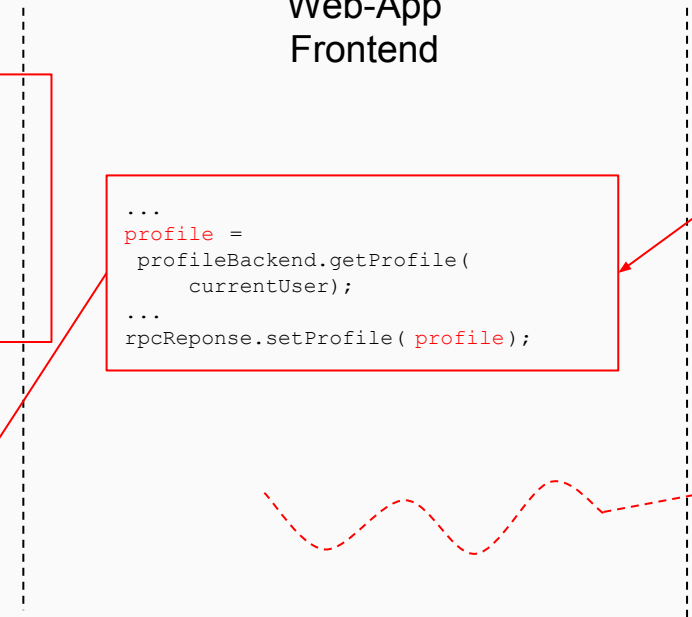 Web-App
Frontend
...
profile =
profileBackend.getProfile(
currentUser);
...
rpcReponse.setProfile( profile);